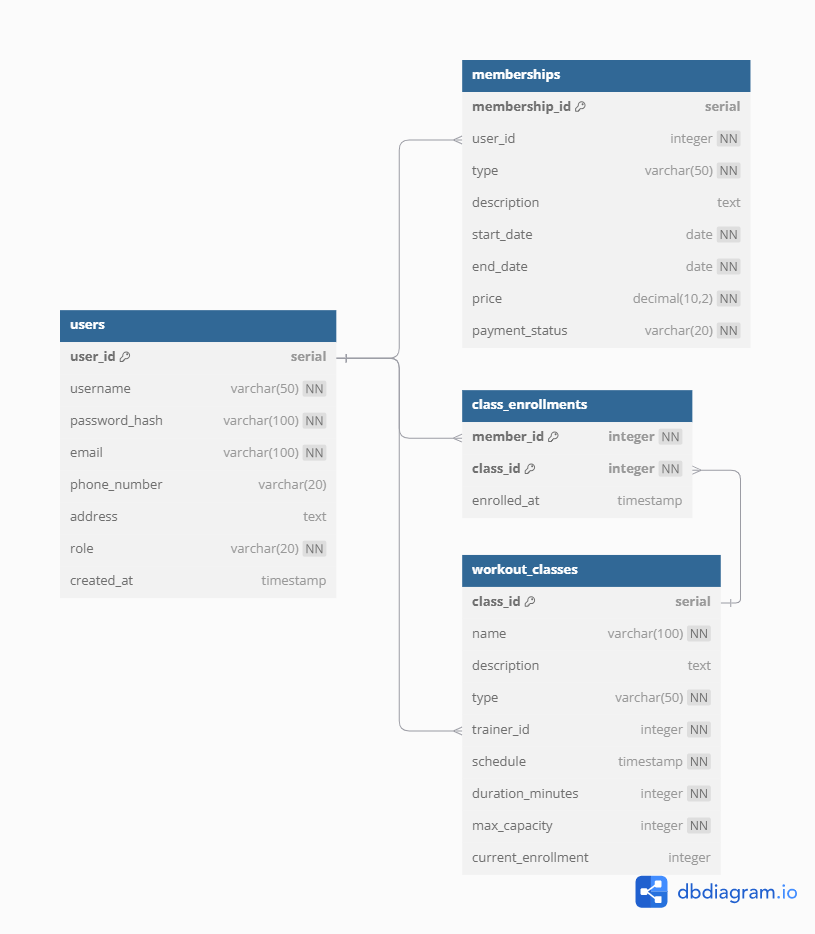 memberships
membership_id serial
user_id integer NN
type varchar(50) NN
description text
start_date date NN
end_date date NN
price decimal(10,2) NN
payment_status varchar(20) NN
users
user_id serial
username varchar(50) NN
password_hash varchar(100) NN
email varchar(100) NN
phone_number varchar(20)
address text
role varchar(20) NN
created_at timestamp
class_enrollments
member_id integer NN
class_id integer NN
enrolled_at timestamp
workout_classes
class_id serial
name varchar(100) NN
description text
type varchar(50) NN
trainer_id integer NN
schedule timestamp NN
duration_minutes integer NN
max_capacity integer NN
current_enrollment integer
dbdiagram.io